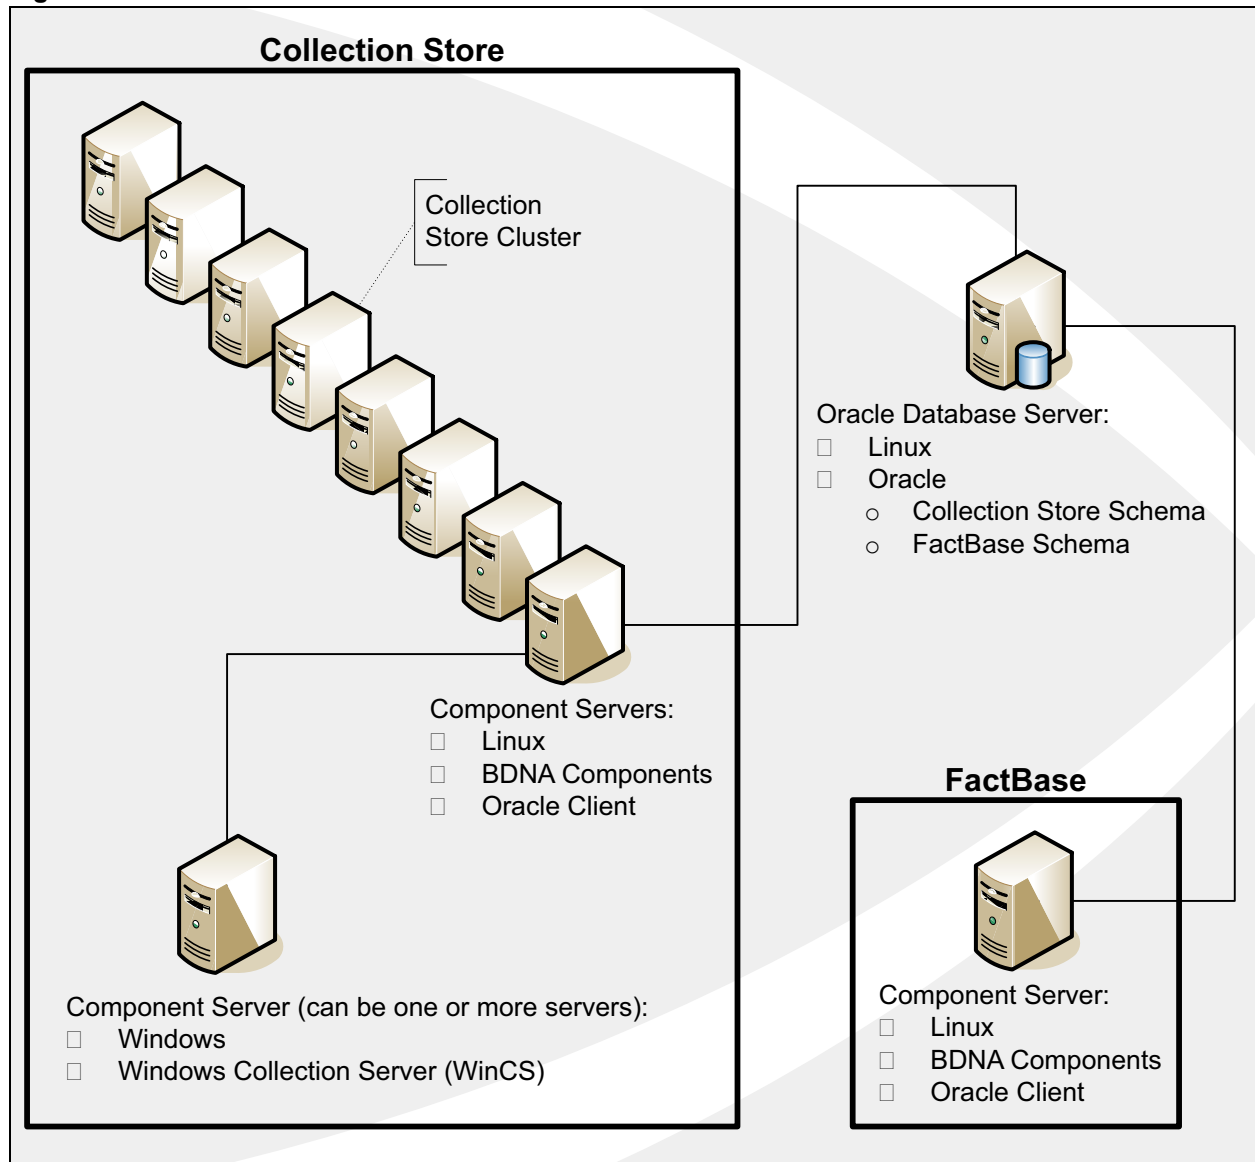 Collection Store
Collection
Store Cluster
Oracle Database Server:
Linux
Oracle
o Collection Store Schema
o FactBase Schema
Component Servers:
Linux
BDNA Components
Oracle Client
FactBase
Component Server (can be one or more servers):
Windows
Windows Collection Server (WinCS)
Component Server:
Linux
BDNA Components
Oracle Client